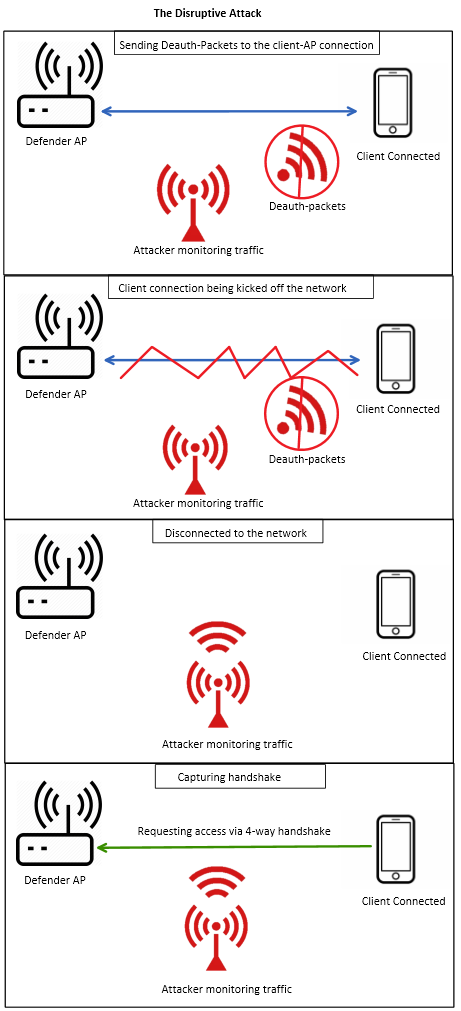 The Disruptive Attack
Sending Deauth-Packets to the client-AP connection
Defender AP
Client Connected
Deauth-packets
Attacker monitoring traffic
Client connection being kicked off the network
Defender AP
Client Connected
Deauth-packets
Attacker monitoring traffic
Disconnected to the network
Defender AP
Client Connected
Attacker monitoring traffic
Capturing handshake
Requesting access via 4-way handshake
Defender AP
Client Connected
Attacker monitoring traffic